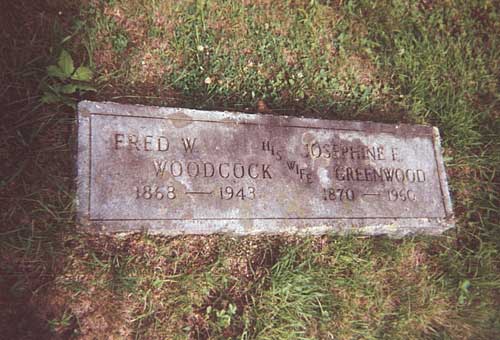 FRED W.
WOODCOCK
1868 — 1943
HIS WIFE
JOSEPHINE E.
GREENWOOD
1870 — 1960